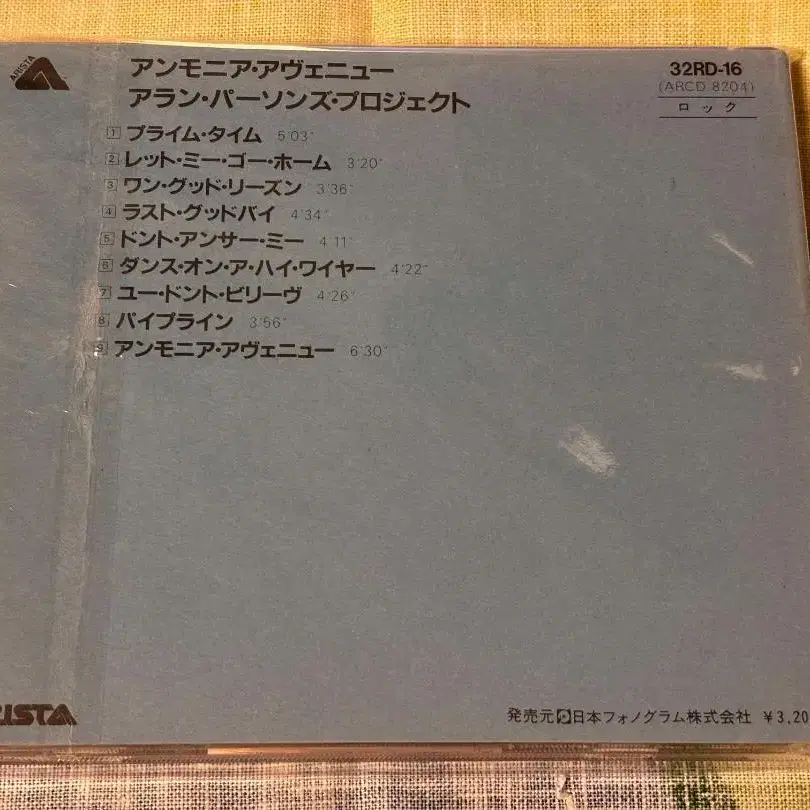 ARISTA
アンモニア・アヴェニュー
アラン・パーソンズ・プロジェクト
32RD-16
(ARCD 8204)
ロック
1 プライム・タイム 5'03"
2 レット・ミー・ゴー・ホーム 3'20"
3 ワン・グッド・リーズン 3'36"
4 ラスト・グッドバイ 4'34"
5 ドント・アンサー・ミー 4'11"
6 ダンス・オン・ア・ハイ・ワイヤー 4'22"
7 ユー・ドント・ビリーヴ 4'26"
8 パイプライン 3'56"
9 アンモニア・アヴェニュー 6'30"
RISTA
発売元 日本フォノグラム株式会社 ¥3,20